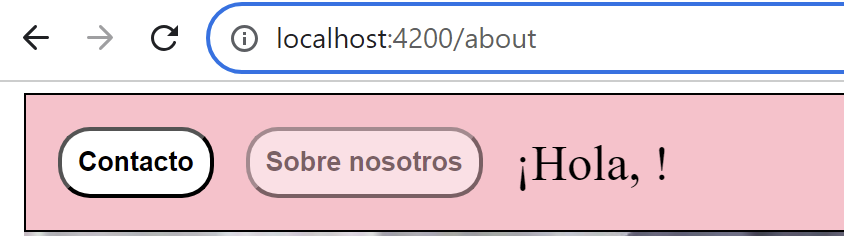 localhost:4200/about
Contacto Sobre nosotros ¡Hola, !